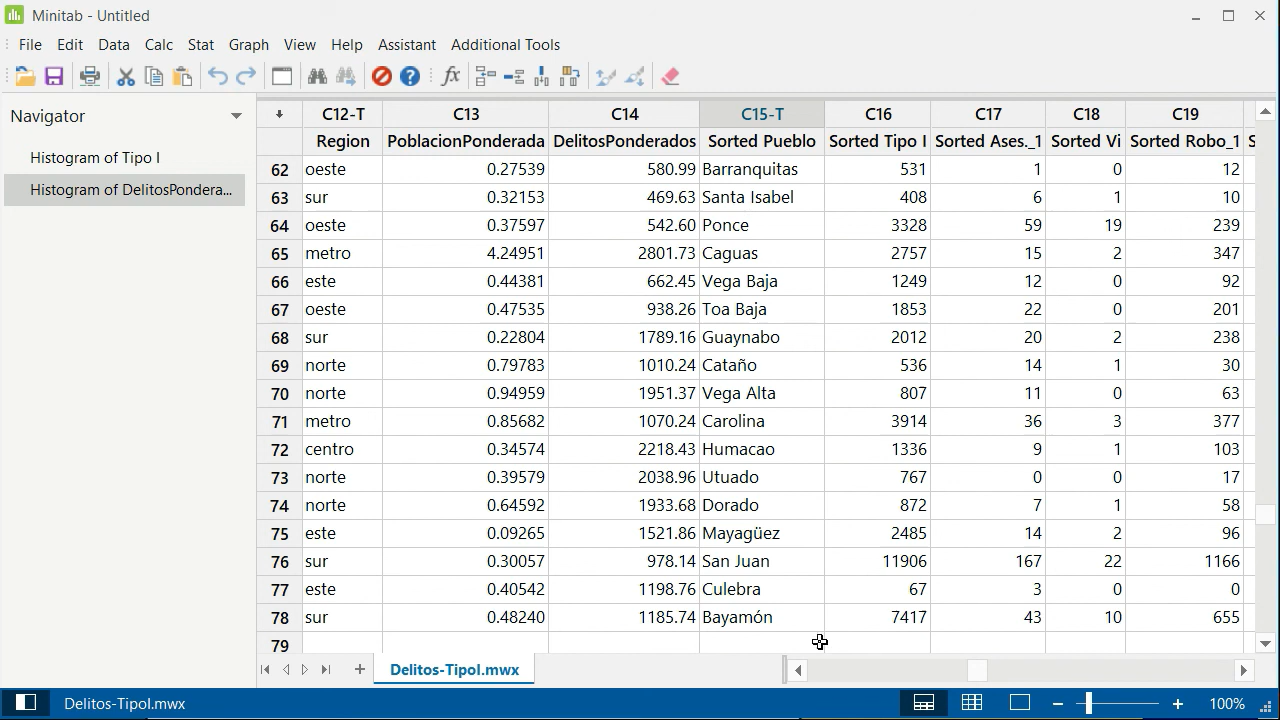 Minitab - Untitled
File Edit Data Calc Stat Graph View Help Assistant Additional Tools
Navigator
Histogram of Tipo I
Histogram of DelitosPondera...
C12-T C13 C14 C15-T C16 C17 C18 C19
Region PoblacionPonderada DelitosPonderados Sorted Pueblo Sorted Tipo I Sorted Ases._1 Sorted Vi Sorted Robo_1 S
62 oeste 0.27539 580.99 Barranquitas 531 1 0 12
63 sur 0.32153 469.63 Santa Isabel 408 6 1 10
64 oeste 0.37597 542.60 Ponce 3328 59 19 239
65 metro 4.24951 2801.73 Caguas 2757 15 2 347
66 este 0.44381 662.45 Vega Baja 1249 12 0 92
67 oeste 0.47535 938.26 Toa Baja 1853 22 0 201
68 sur 0.22804 1789.16 Guaynabo 2012 20 2 238
69 norte 0.79783 1010.24 Cataño 536 14 1 30
70 norte 0.94959 1951.37 Vega Alta 807 11 0 63
71 metro 0.85682 1070.24 Carolina 3914 36 3 377
72 centro 0.34574 2218.43 Humacao 1336 9 1 103
73 norte 0.39579 2038.96 Utuado 767 0 0 17
74 norte 0.64592 1933.68 Dorado 872 7 1 58
75 este 0.09265 1521.86 Mayagüez 2485 14 2 96
76 sur 0.30057 978.14 San Juan 11906 167 22 1166
77 este 0.40542 1198.76 Culebra 67 3 0 0
78 sur 0.48240 1185.74 Bayamón 7417 43 10 655
79
Delitos-TipoI.mwx
Delitos-TipoI.mwx 100%